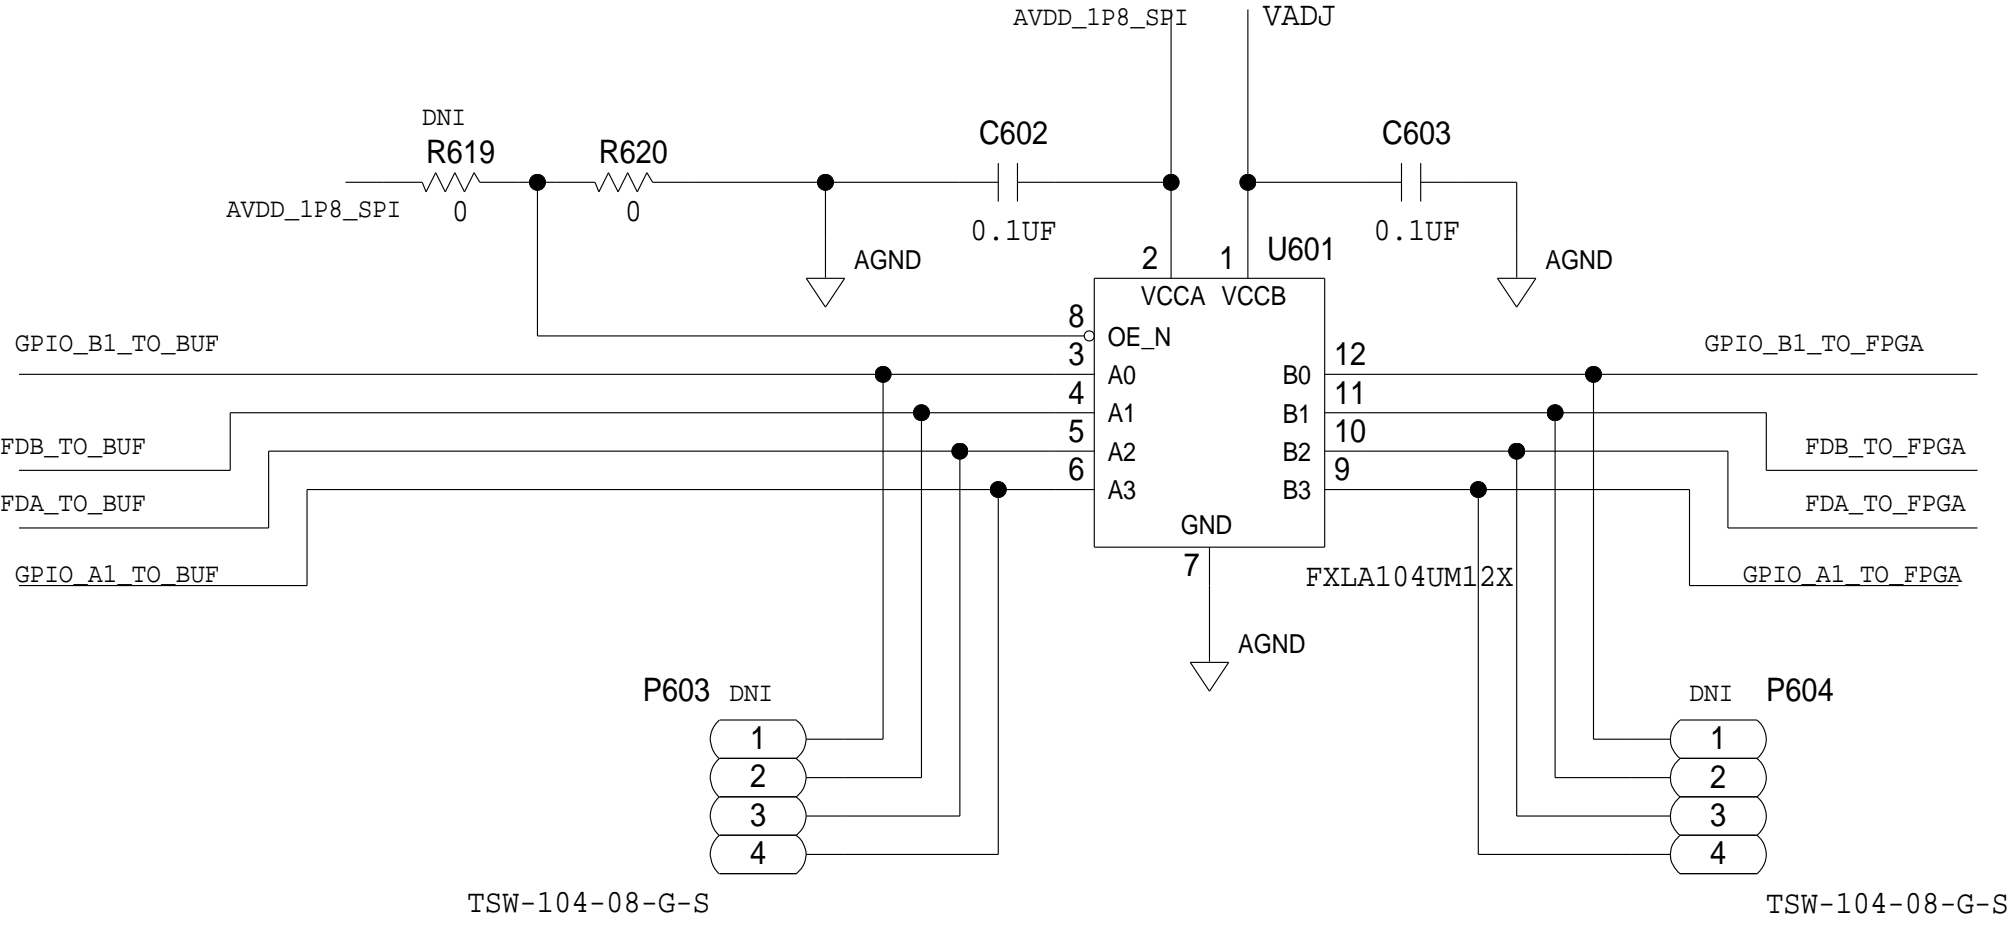 AVDD_1P8_SPI VADJ
DNI
R619 R620 C602 C603
AVDD_1P8_SPI 0 0 0.1UF 0.1UF
AGND 2 1 U601 AGND
VCCA VCCB
8 OE_N
GPIO_B1_TO_BUF 3 A0 B0 12 GPIO_B1_TO_FPGA
4 A1 B1 11
FDB_TO_BUF 5 A2 B2 10 FDB_TO_FPGA
6 A3 B3 9
FDA_TO_BUF GND FDA_TO_FPGA
GPIO_A1_TO_BUF 7 FXLA104UM12X GPIO_A1_TO_FPGA
AGND
P603 DNI DNI P604
1 1
2 2
3 3
4 4
TSW-104-08-G-S TSW-104-08-G-S